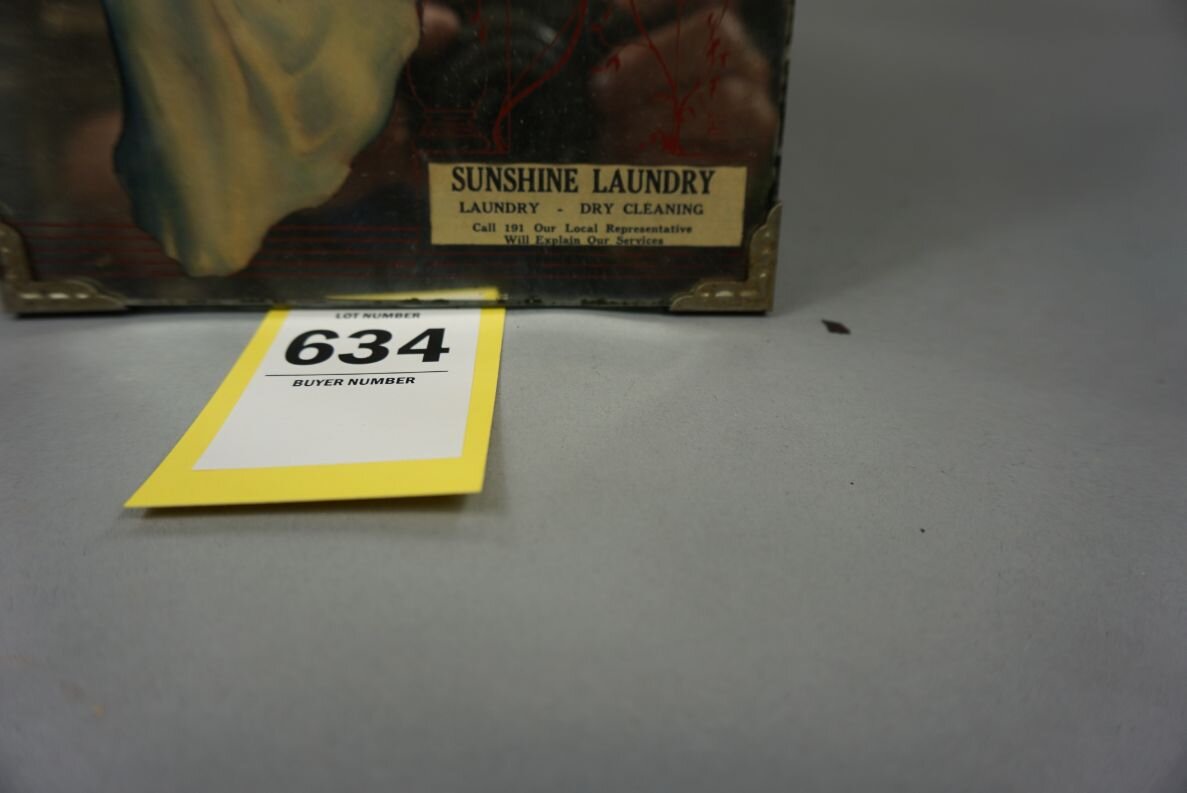 SUNSHINE LAUNDRY
LAUNDRY - DRY CLEANING
Call 191 Our Local Representative
Will Explain Our Services
LOT NUMBER
634
BUYER NUMBER